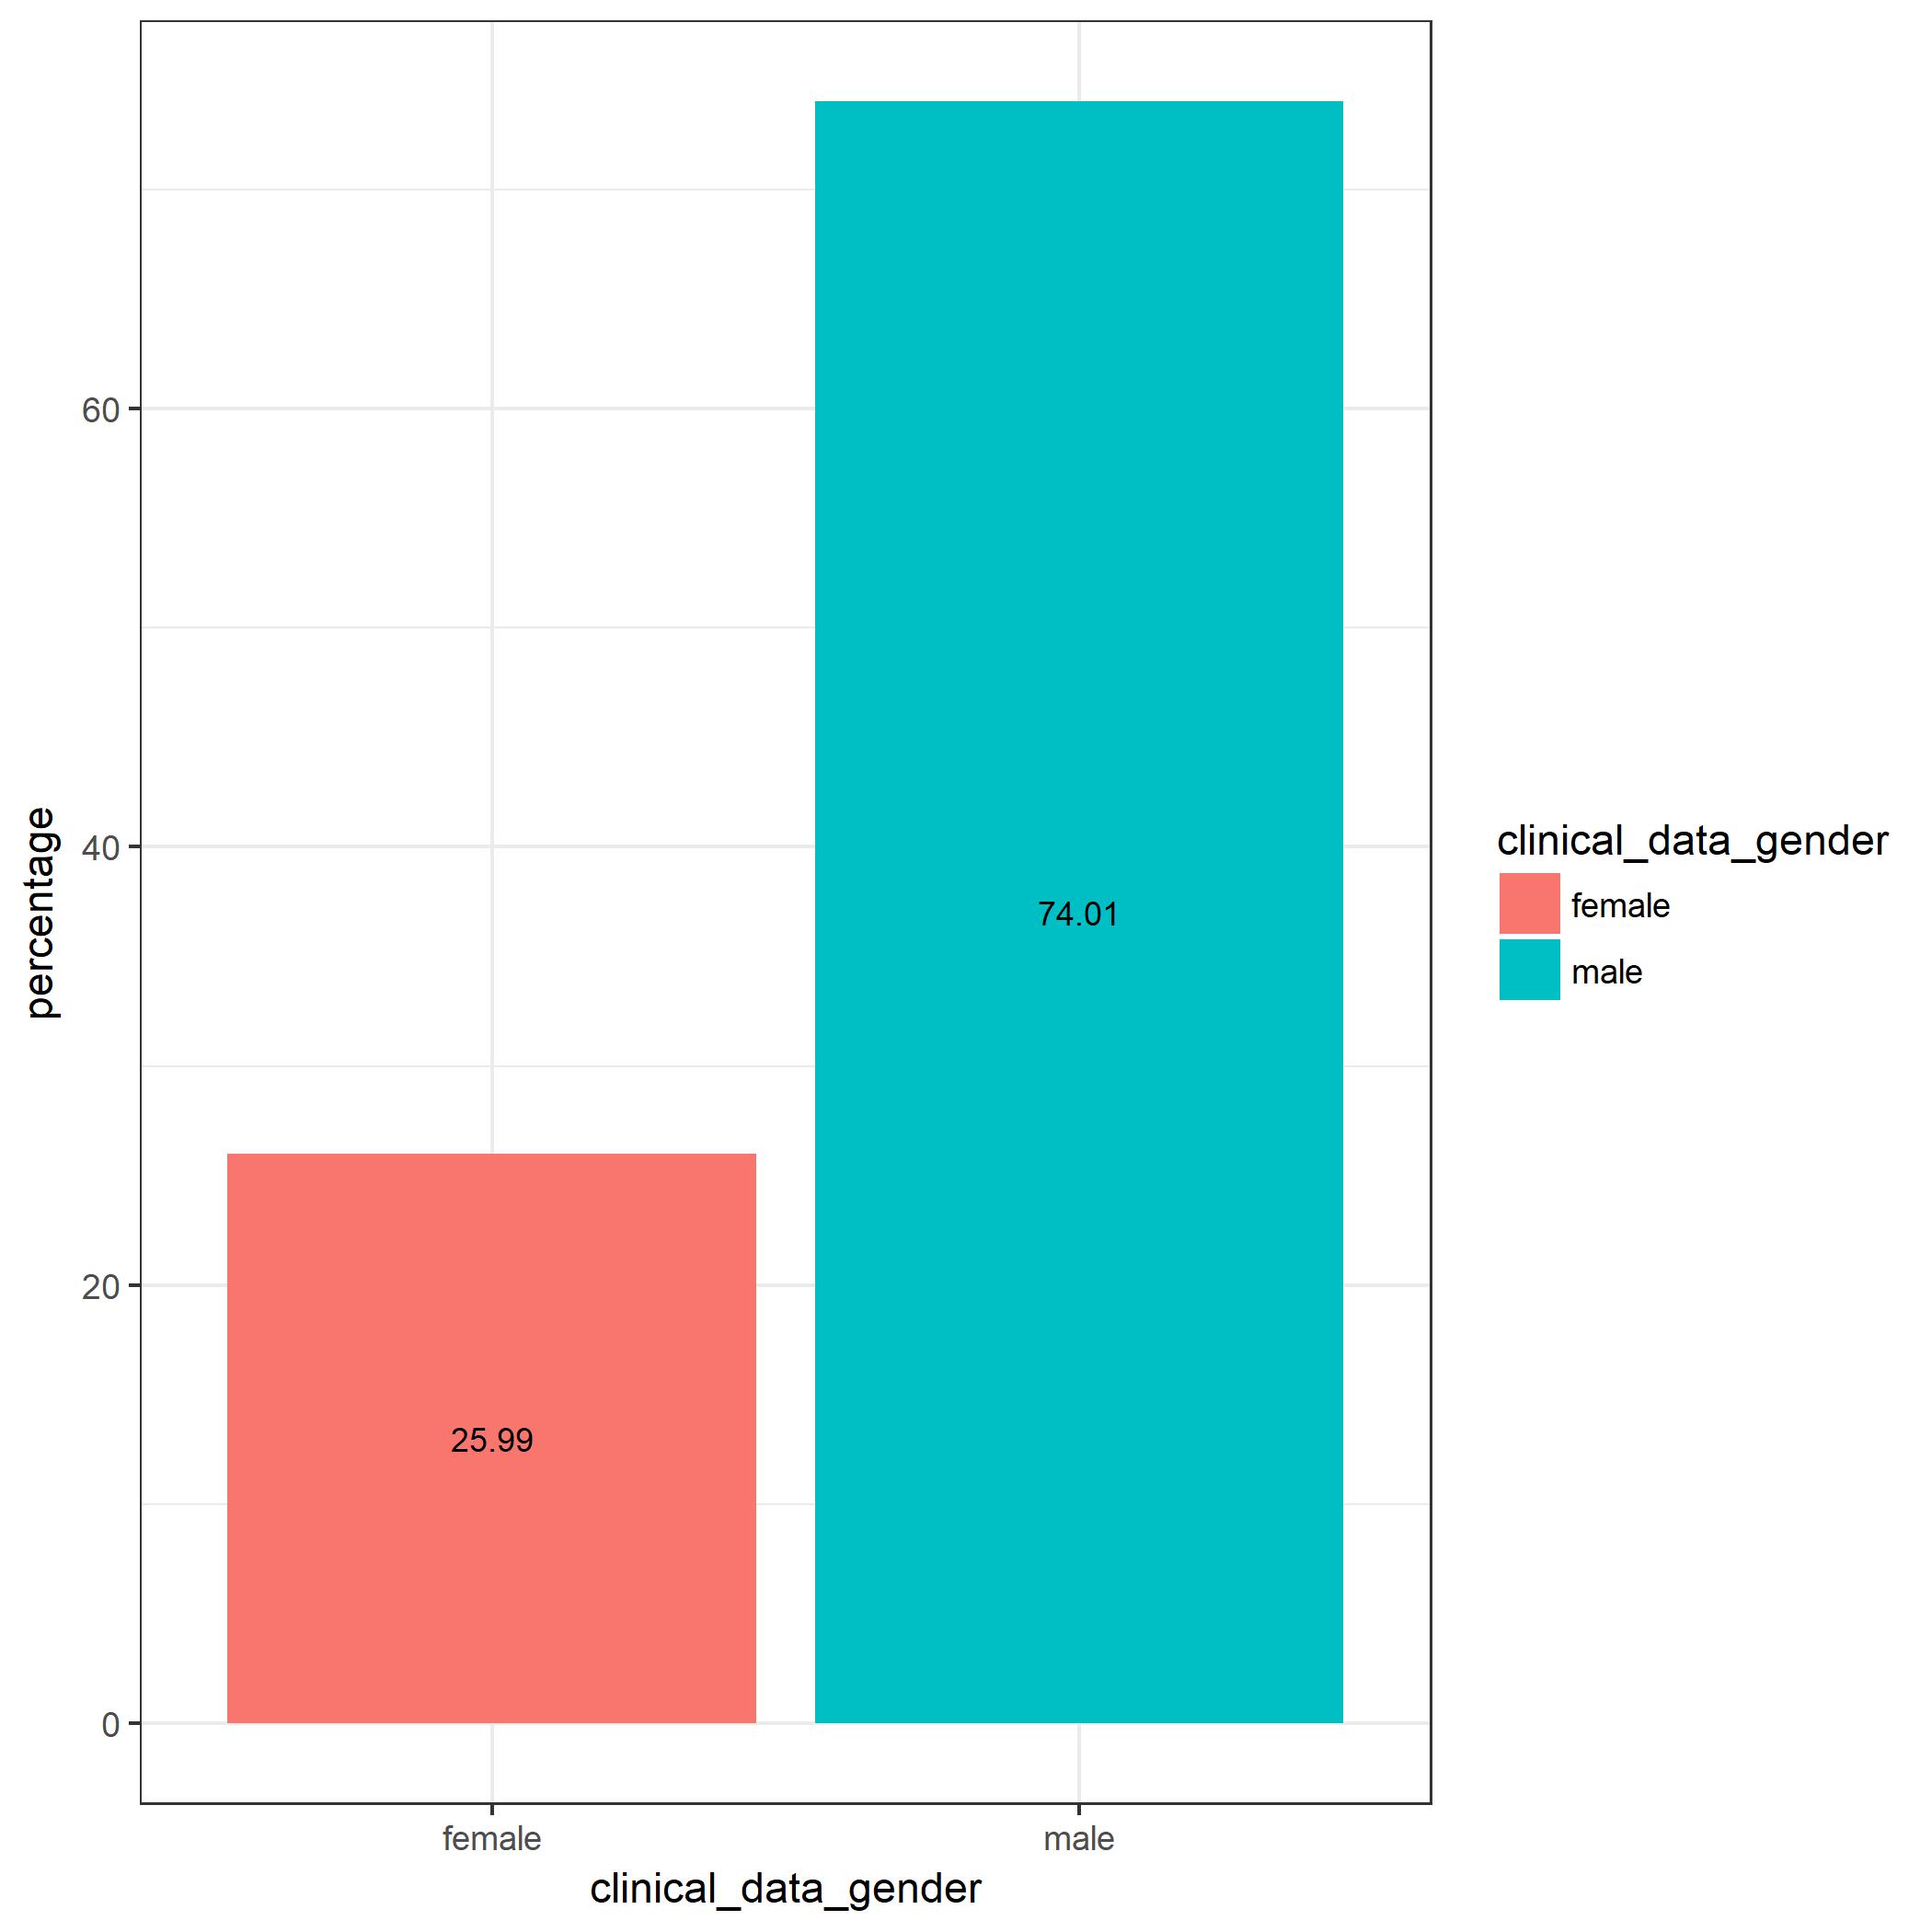 percentage
60
40
20
0
74.01
25.99
female
male
clinical_data_gender
clinical_data_gender
female
male